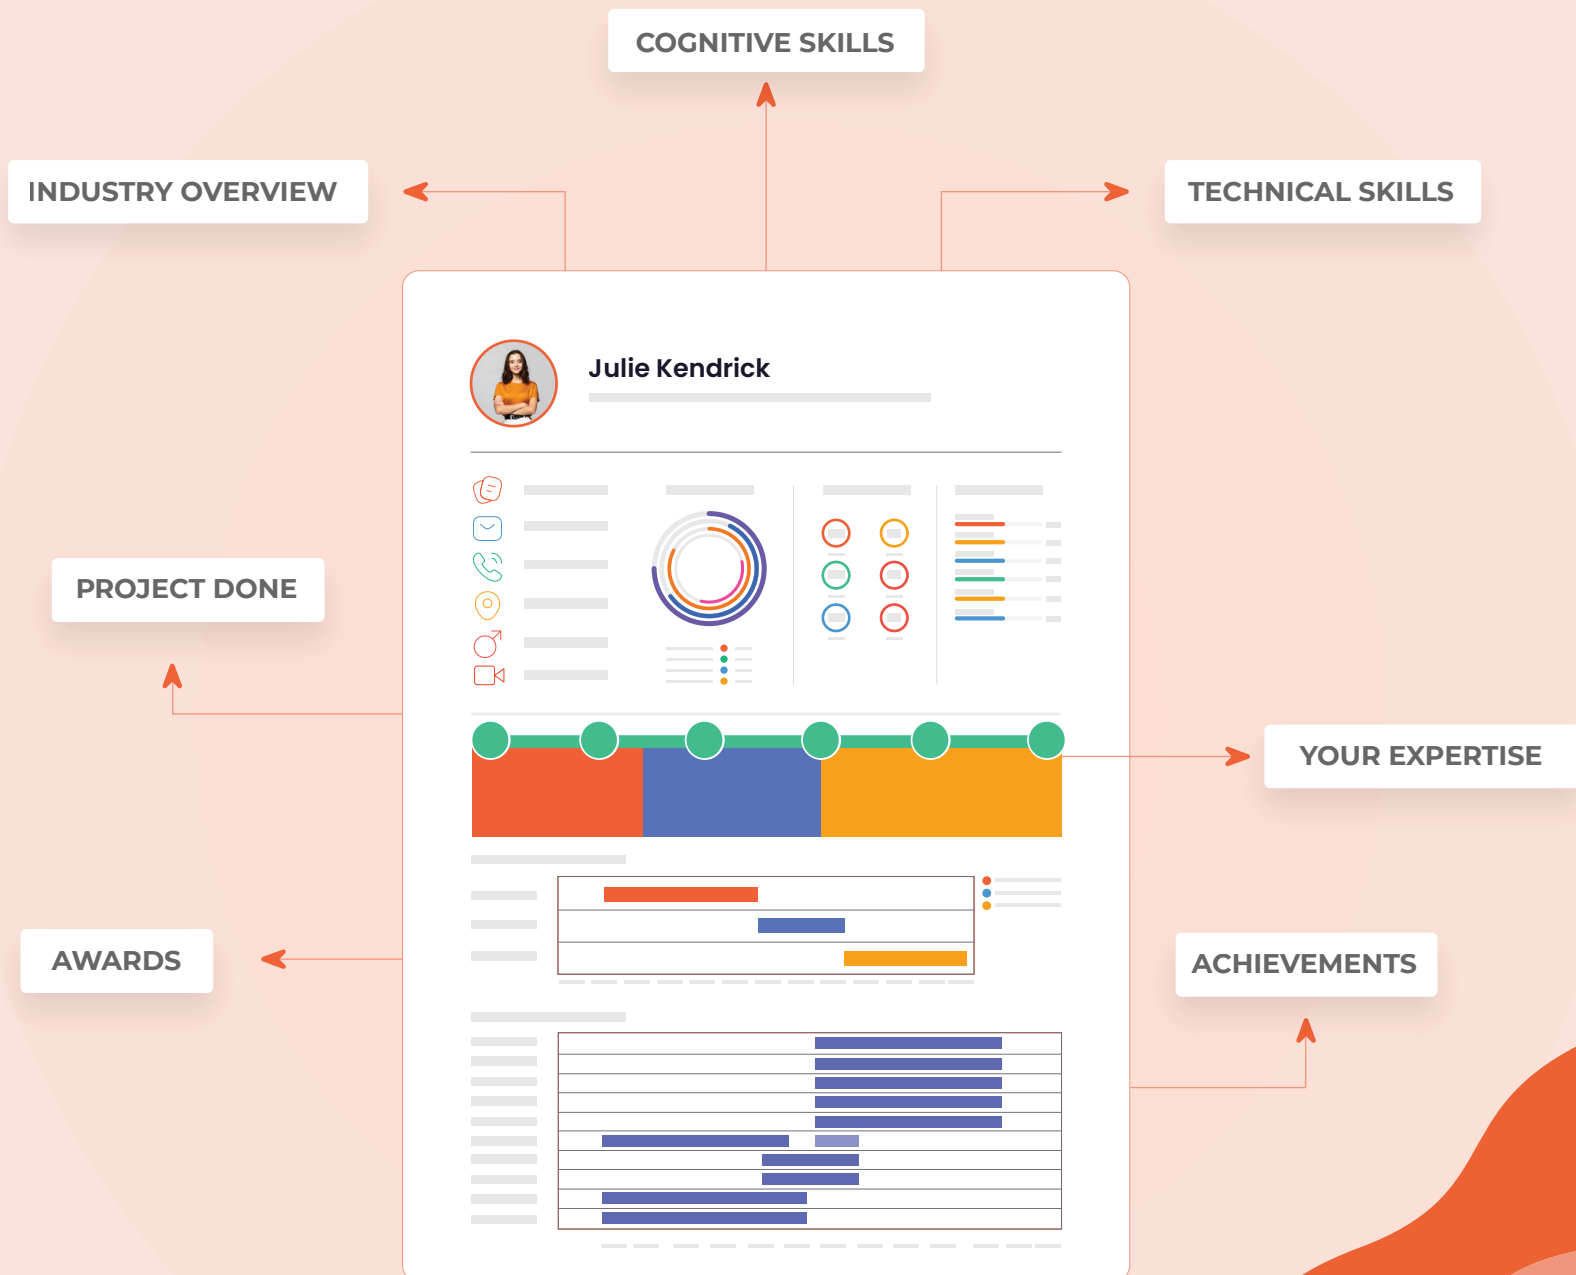 COGNITIVE SKILLS
INDUSTRY OVERVIEW
TECHNICAL SKILLS
Julie Kendrick
PROJECT DONE
YOUR EXPERTISE
AWARDS
ACHIEVEMENTS